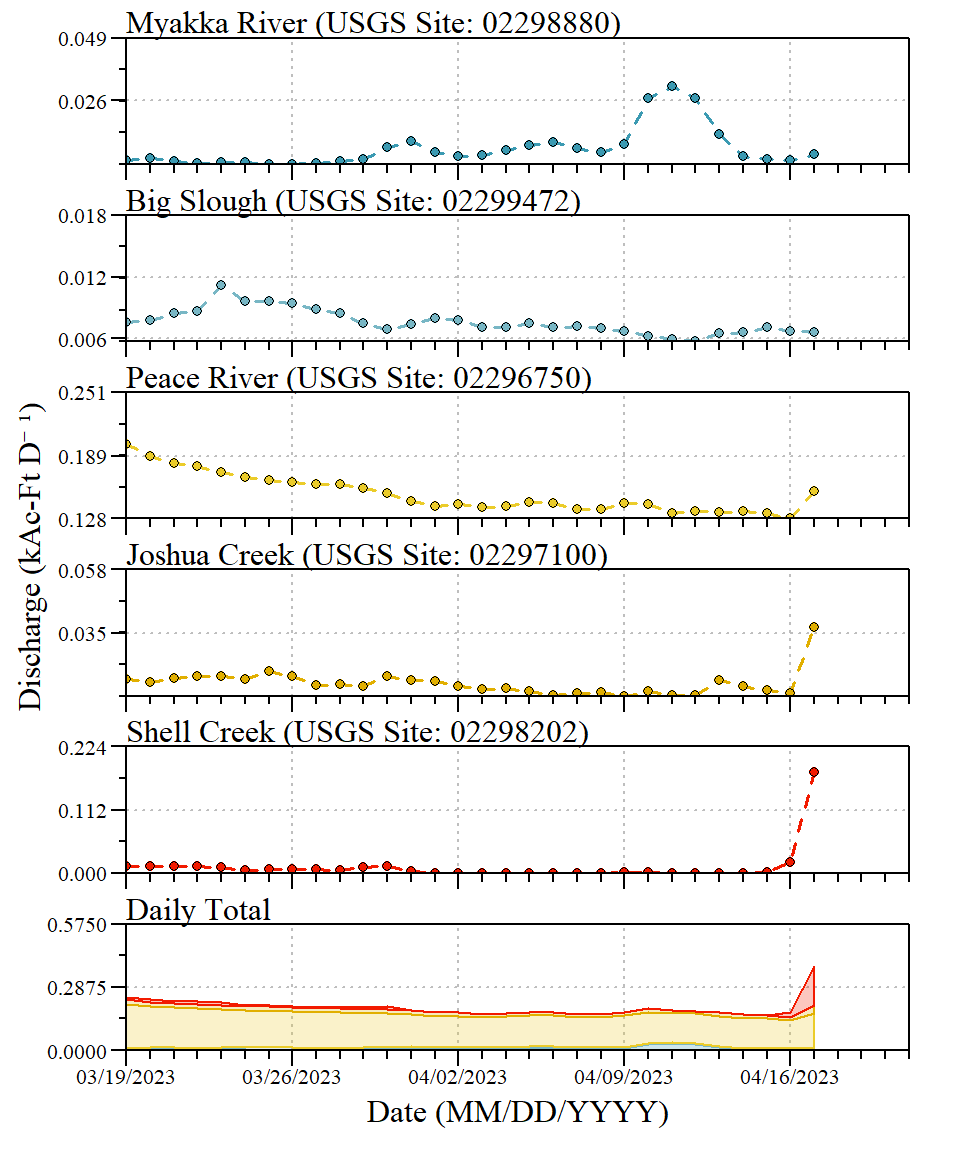 Myakka River (USGS Site: 02298880)
0.049
0.026
Big Slough (USGS Site: 02299472)
0.018
0.012
0.006
Peace River (USGS Site: 02296750)
0.251
0.189
0.128
Joshua Creek (USGS Site: 02297100)
0.058
0.035
Shell Creek (USGS Site: 02298202)
0.224
0.112
0.000
Daily Total
0.5750
0.2875
0.0000
Discharge (kAc-Ft D⁻¹)
03/19/2023 03/26/2023 04/02/2023 04/09/2023 04/16/2023
Date (MM/DD/YYYY)